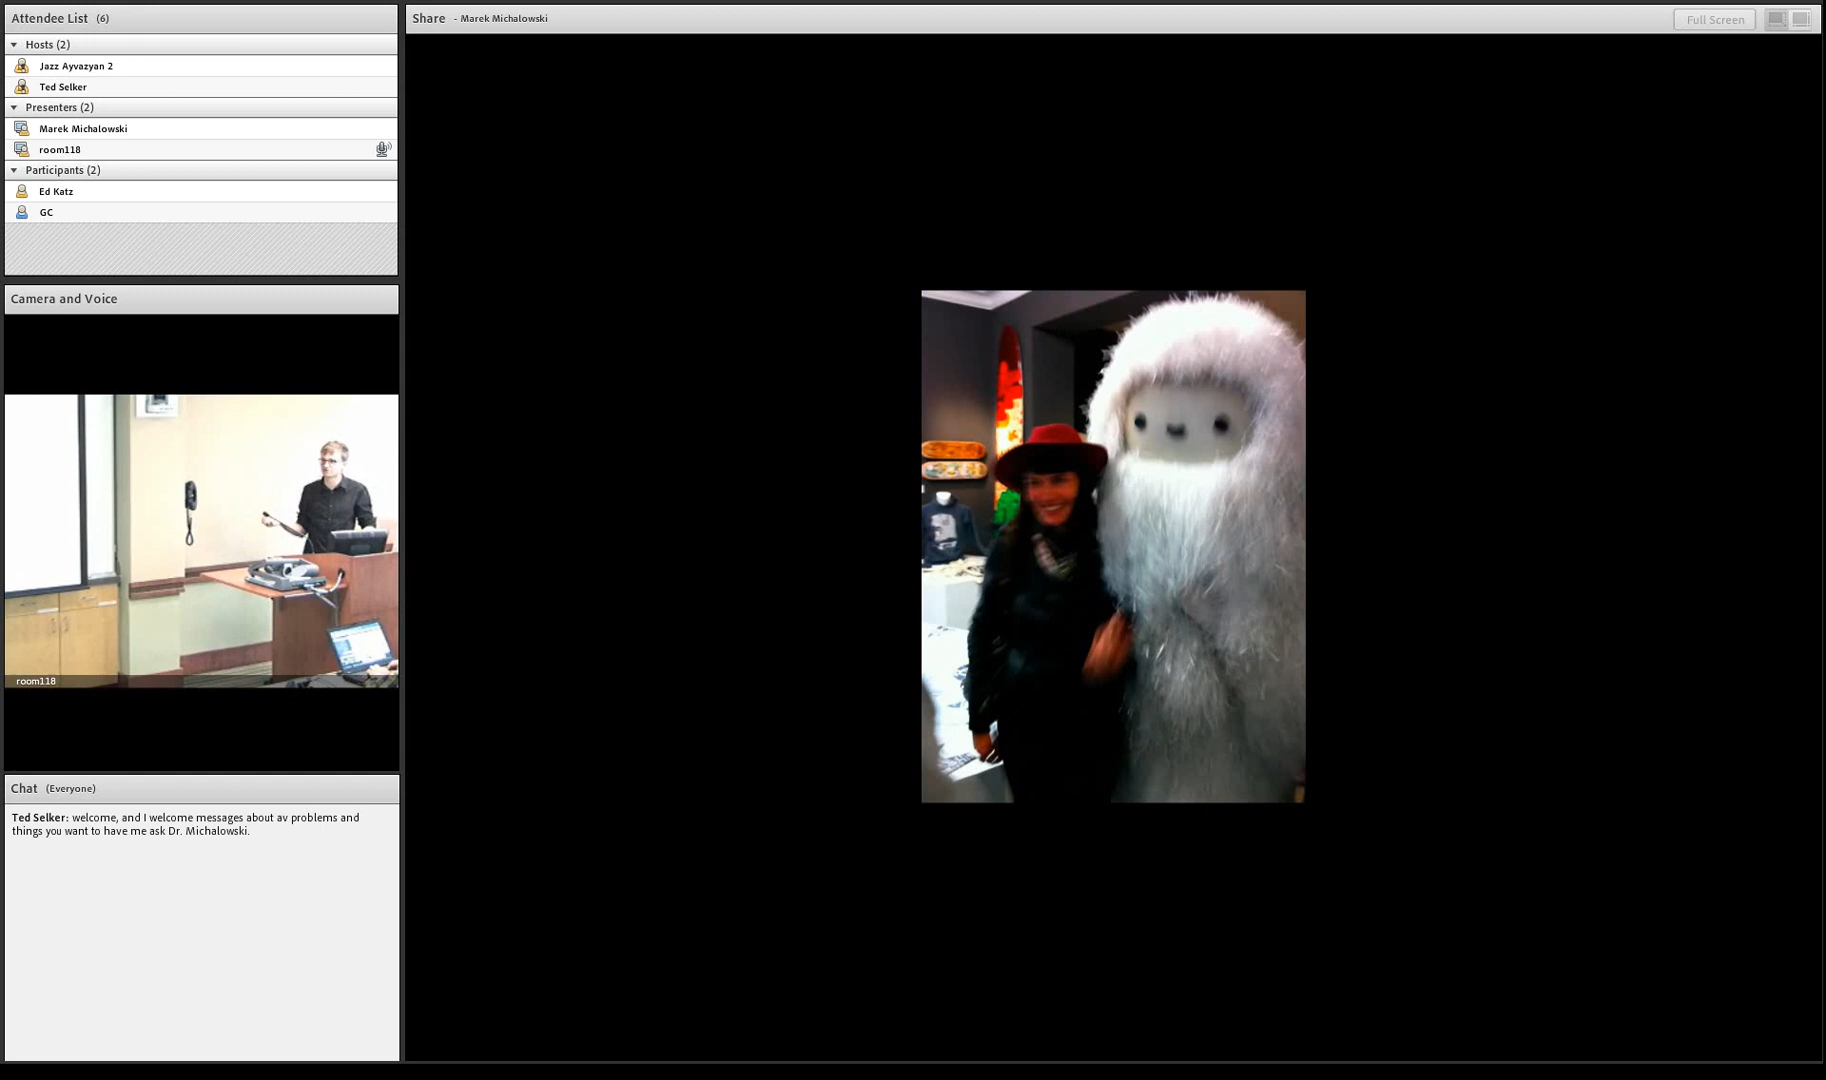 Attendee List (6)
Hosts (2)
Jazz Ayvazyan 2
Ted Selker
Presenters (2)
Marek Michalowski
room118
Participants (2)
Ed Katz
GC
Camera and Voice
room118
Chat (Everyone)
Ted Selker: welcome, and I welcome messages about av problems and
things you want to have me ask Dr. Michalowski.
Share - Marek Michalowski
Full Screen